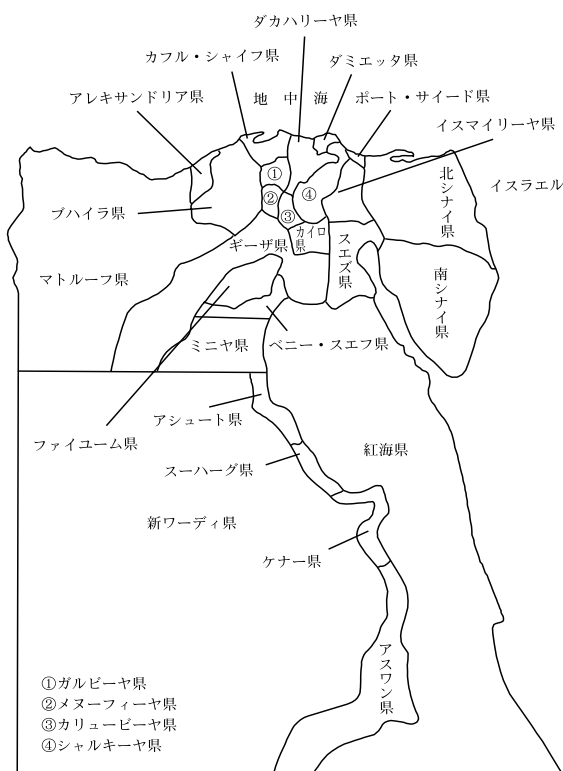 ダカハリーヤ県
カフル・シャイフ県
ダミエッタ県
アレキサンドリア県
地中海
ポート・サイード県
イスマイリーヤ県
①
②
③
④
北シナイ県
イスラエル
ブハイラ県
カイロ県
ギーザ県
スエズ県
マトルーフ県
南シナイ県
ミニヤ県
ベニー・スエフ県
アシュート県
ファイユーム県
スーハーグ県
紅海県
新ワーディ県
ケナー県
アスワン県
①ガルビーヤ県
②メヌーフィーヤ県
③カリュービーヤ県
④シャルキーヤ県